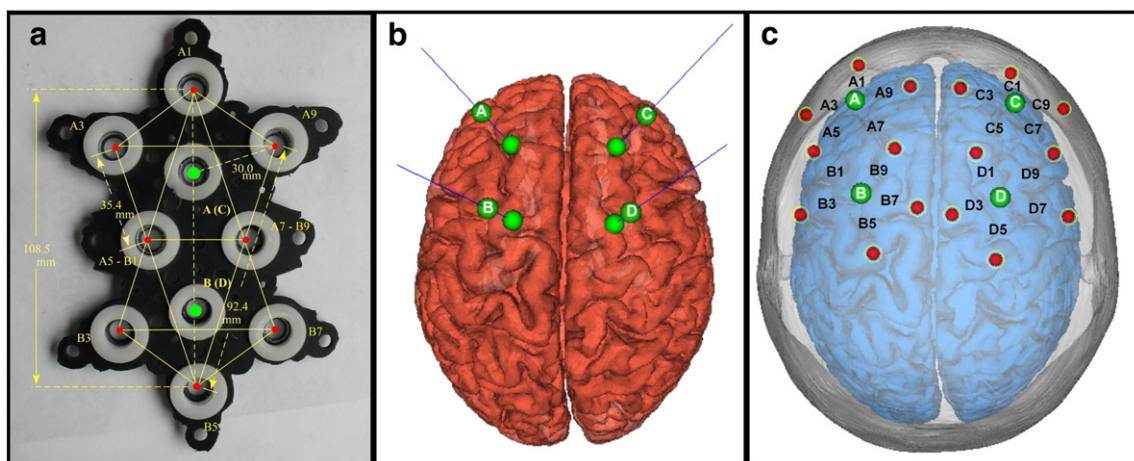 a
A1
A3
A9
30.0
mm
35.4
mm
A (C)
108.5
mm
A7 - B9
A5 - B1
B (D)
92.4
mm
B3
B7
B5
b
A
C
B
D
c
A1
C1
A3
A9
C3
C9
A
C
A5
A7
C5
C7
B1
B9
D1
D9
B
D
B3
B7
D3
D7
B5
D5